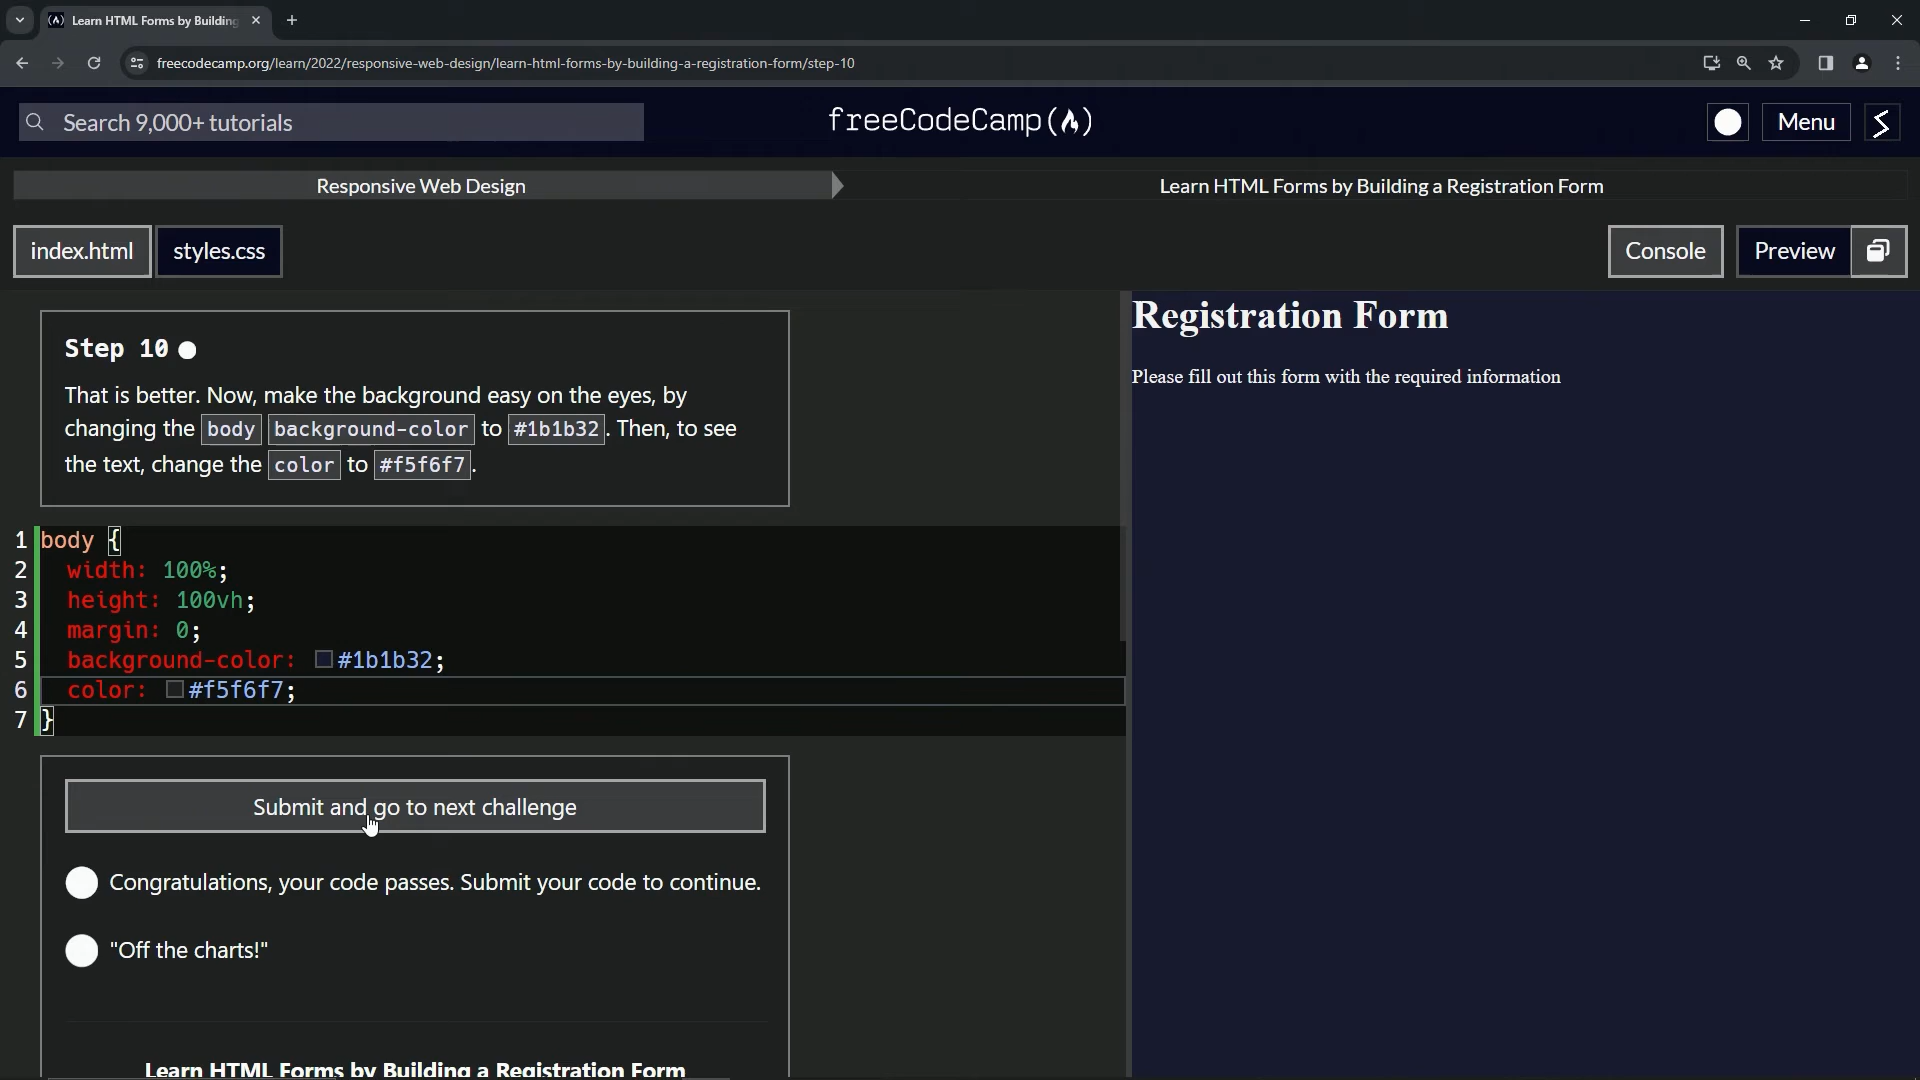 Learn HTML Forms by Building
freecodecamp.org/learn/2022/responsive-web-design/learn-html-forms-by-building-a-registration-form/step-10
Search 9,000+ tutorials
freeCodeCamp
Menu
Responsive Web Design
Learn HTML Forms by Building a Registration Form
index.html
styles.css
Console
Preview
Step 10
That is better. Now, make the background easy on the eyes, by
changing the body background-color to #1b1b32. Then, to see
the text, change the color to #f5f6f7.
1 body {
2 width: 100%;
3 height: 100vh;
4 margin: 0;
5 background-color: #1b1b32;
6 color: #f5f6f7;
7 }
Submit and go to next challenge
Congratulations, your code passes. Submit your code to continue.
"Off the charts!"
Learn HTML Forms by Building a Registration Form
Registration Form
Please fill out this form with the required information